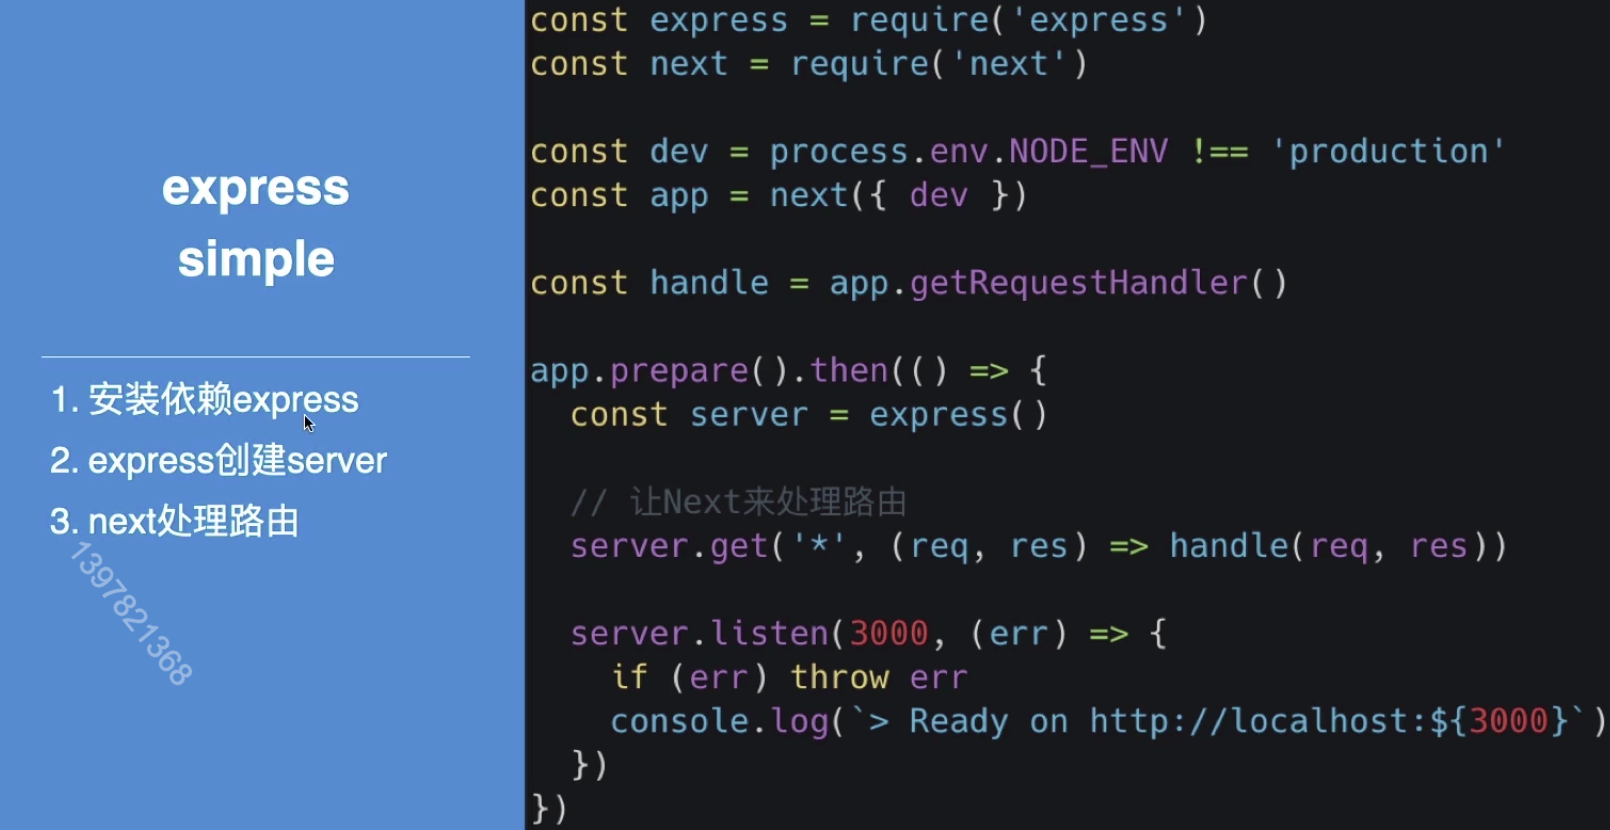 express
simple
1. 安装依赖express
2. express创建server
3. next处理路由
1397821368
const express = require('express')
const next = require('next')
const dev = process.env.NODE_ENV !== 'production'
const app = next({ dev })
const handle = app.getRequestHandler()
app.prepare().then(() => {
  const server = express()
  // 让Next来处理路由
  server.get('*', (req, res) => handle(req, res))
  server.listen(3000, (err) => {
    if (err) throw err
    console.log(`> Ready on http://localhost:${3000}`)
  })
})